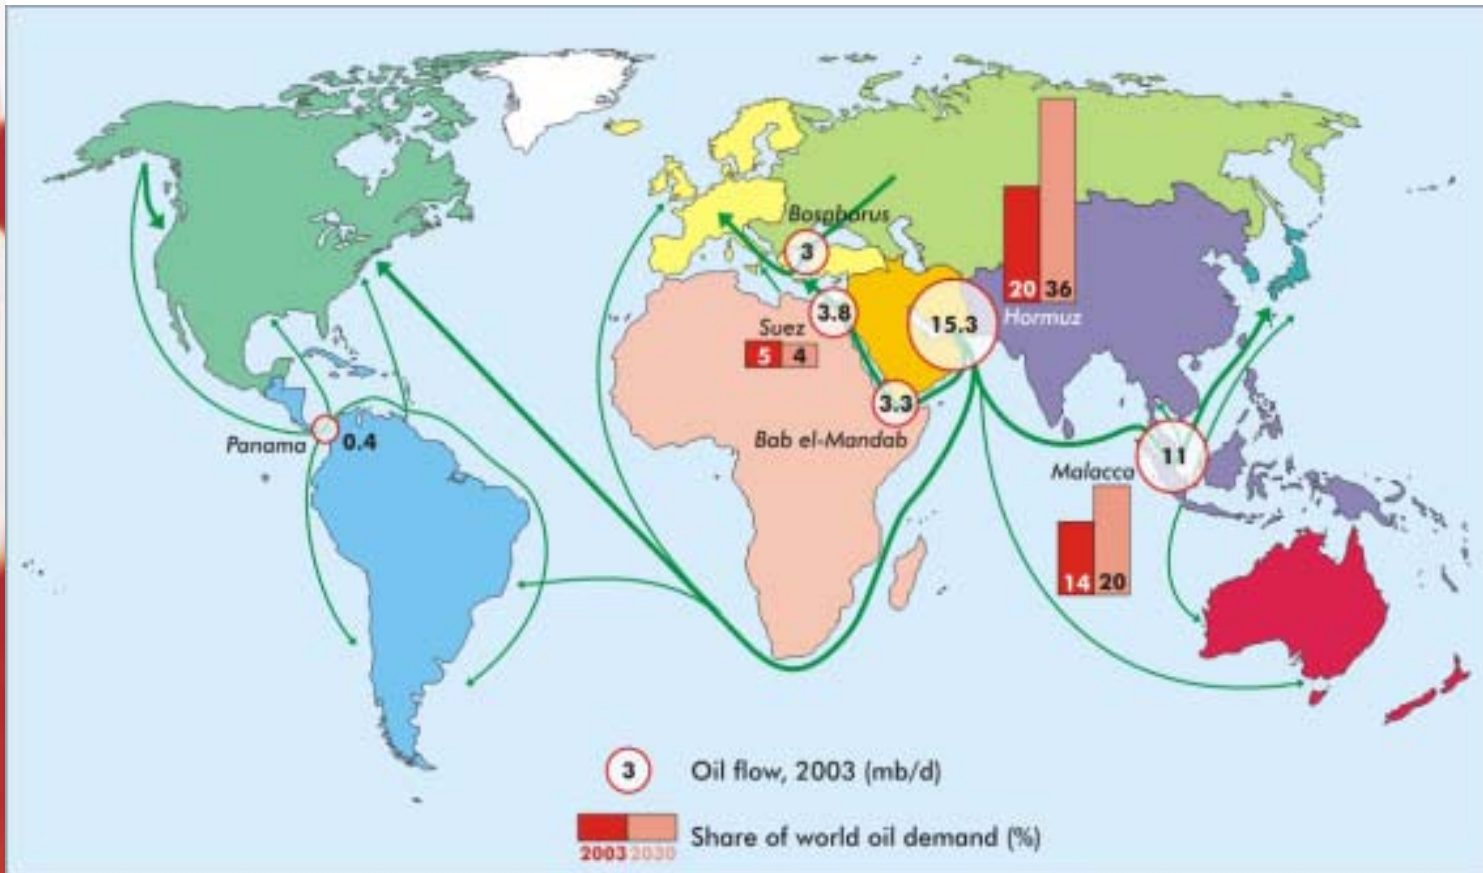 Bosphorus
3
20 36
3.8
15.3
Hormuz
Suez
5 4
3.3
Bab el-Mandab
Panama
0.4
11
Malacca
14 20
3 Oil flow, 2003 (mb/d)
Share of world oil demand (%)
2003 2030